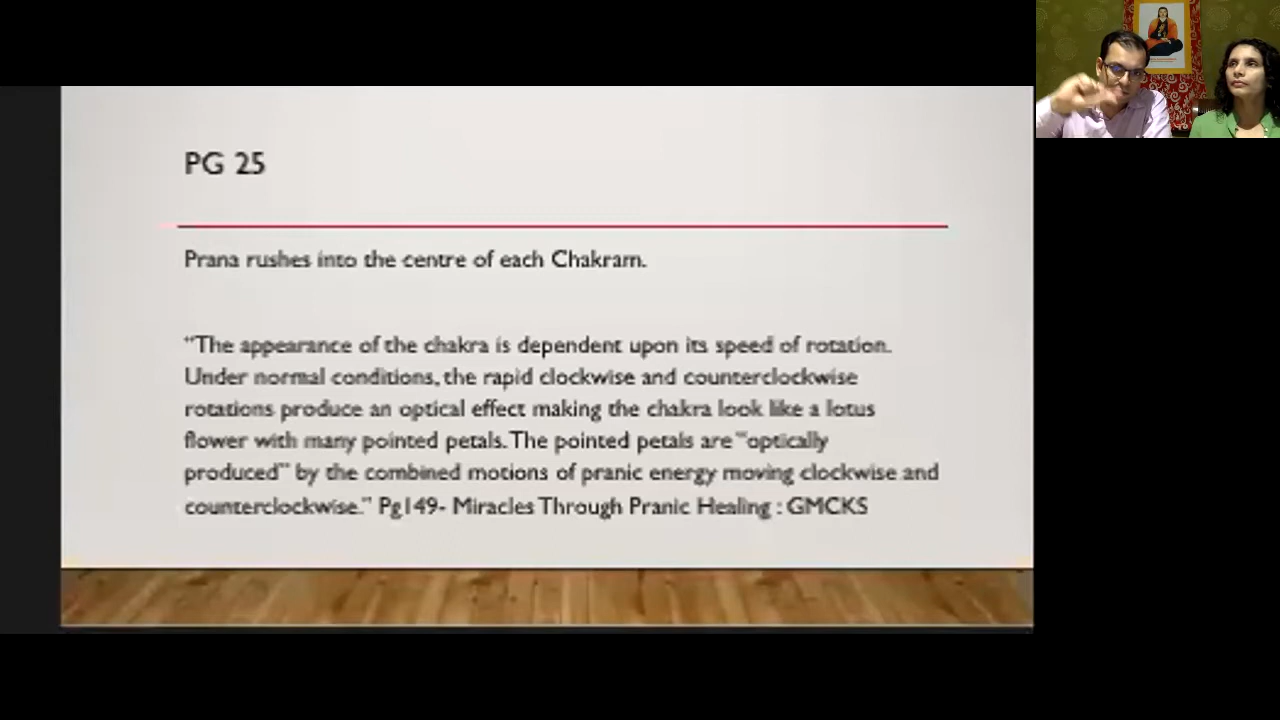 PG 25
Prana rushes into the centre of each Chakram.
“The appearance of the chakra is dependent upon its speed of rotation.
Under normal conditions, the rapid clockwise and counterclockwise
rotations produce an optical effect making the chakra look like a lotus
flower with many pointed petals. The pointed petals are “optically
produced” by the combined motions of pranic energy moving clockwise and
counterclockwise.” Pg149- Miracles Through Pranic Healing : GMCKS